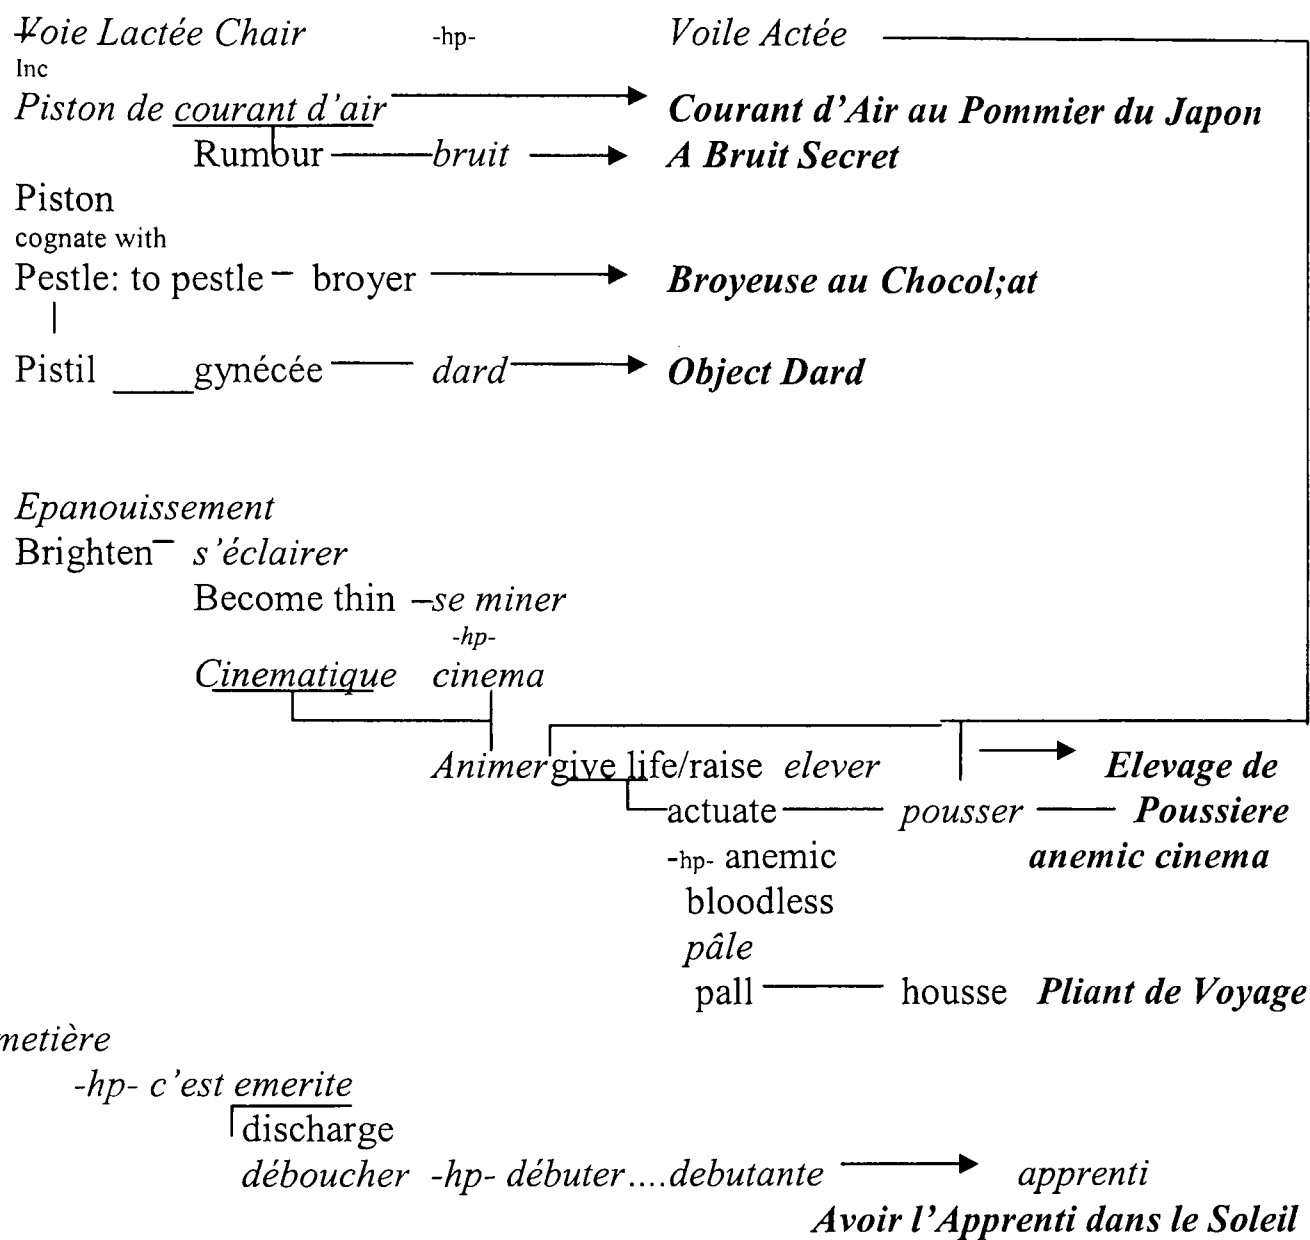 Voie Lactée Chair -hp- Voile Actée
Inc
Piston de courant d'air Courant d'Air au Pommier du Japon
Rumour bruit A Bruit Secret
Piston
cognate with
Pestle: to pestle – broyer Broyeuse au Chocol;at
Pistil ____ gynécée dard Object Dard
Epanouissement
Brighten – s'éclairer
Become thin – se miner
-hp-
Cinematique cinema
Animer give life/raise elever Elevage de
actuate pousser Poussiere
-hp- anemic anemic cinema
bloodless
pâle
pall housse Pliant de Voyage
metière
-hp- c'est emerite
discharge
déboucher -hp- débuter....debutante apprenti
Avoir l'Apprenti dans le Soleil